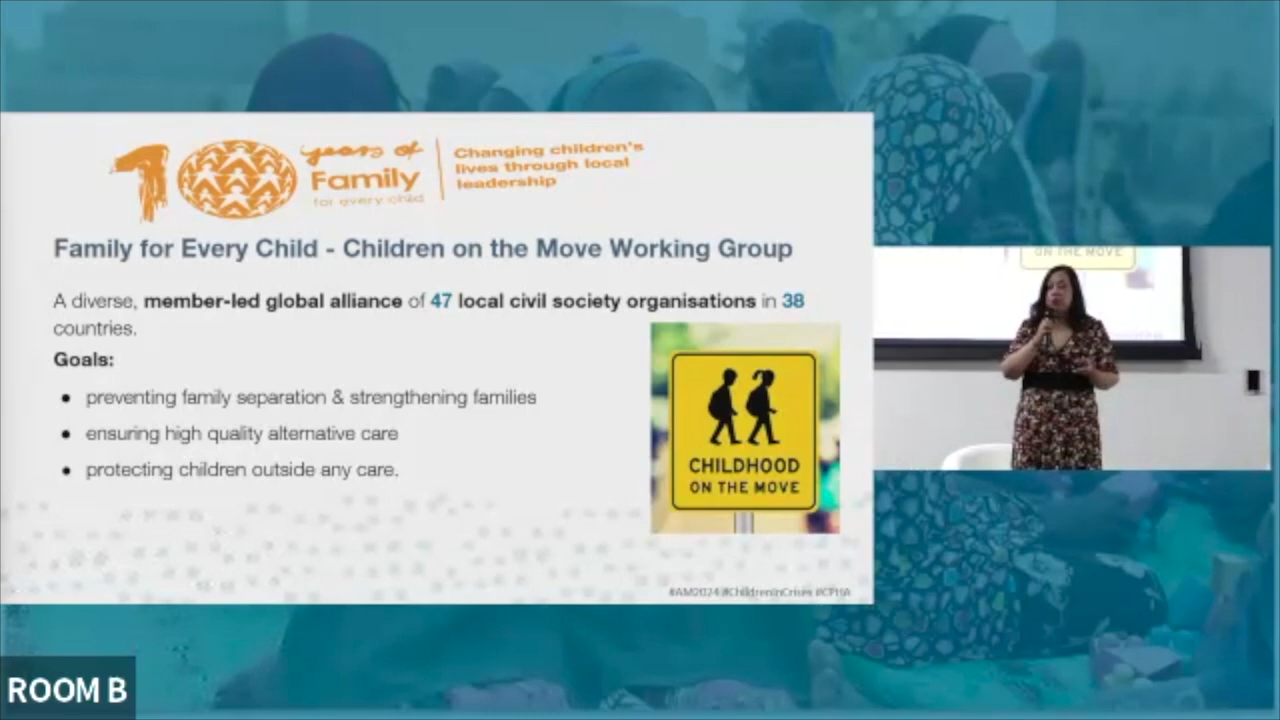 10 years of
Family
for every child
Changing children's
lives through local
leadership
Family for Every Child - Children on the Move Working Group
A diverse, member-led global alliance of 47 local civil society organisations in 38
countries.
Goals:
• preventing family separation & strengthening families
• ensuring high quality alternative care
• protecting children outside any care.
CHILDHOOD
ON THE MOVE
#AM2024 #ChildrenInCrises #CPHA
ON THE MOVE
ROOM B